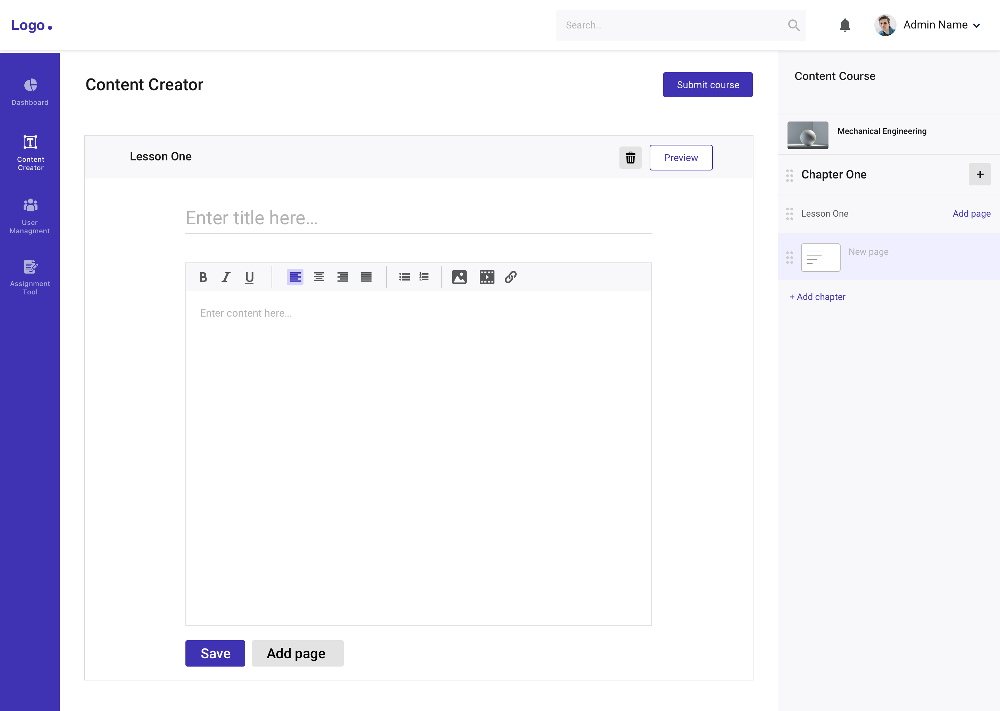 Logo
Search...
Admin Name
Dashboard
Content
Creator
User
Managment
Assignment
Tool
Content Creator
Submit course
Lesson One
Preview
Enter title here...
B I U
Enter content here...
Save
Add page
Content Course
Mechanical Engineering
Chapter One
+
Lesson One
Add page
New page
+ Add chapter